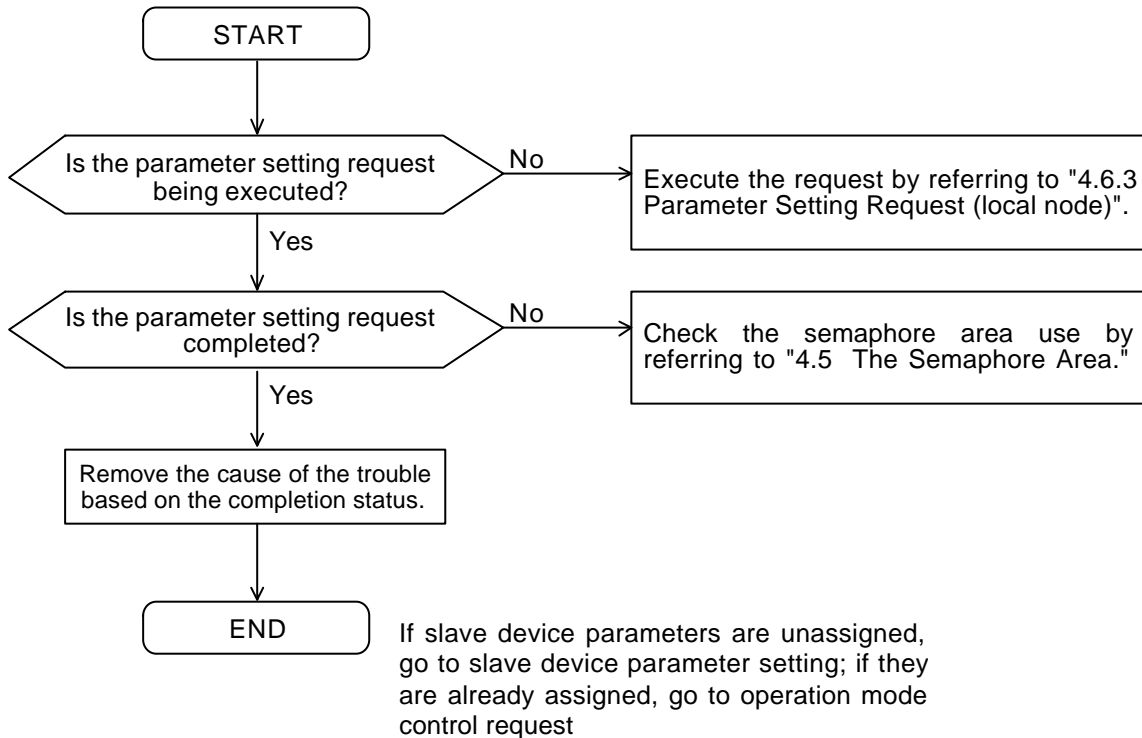 START
Is the parameter setting request
being executed?
No
Execute the request by referring to "4.6.3
Parameter Setting Request (local node)".
Yes
Is the parameter setting request
completed?
No
Check the semaphore area use by
referring to "4.5 The Semaphore Area."
Yes
Remove the cause of the trouble
based on the completion status.
END
If slave device parameters are unassigned,
go to slave device parameter setting; if they
are already assigned, go to operation mode
control request